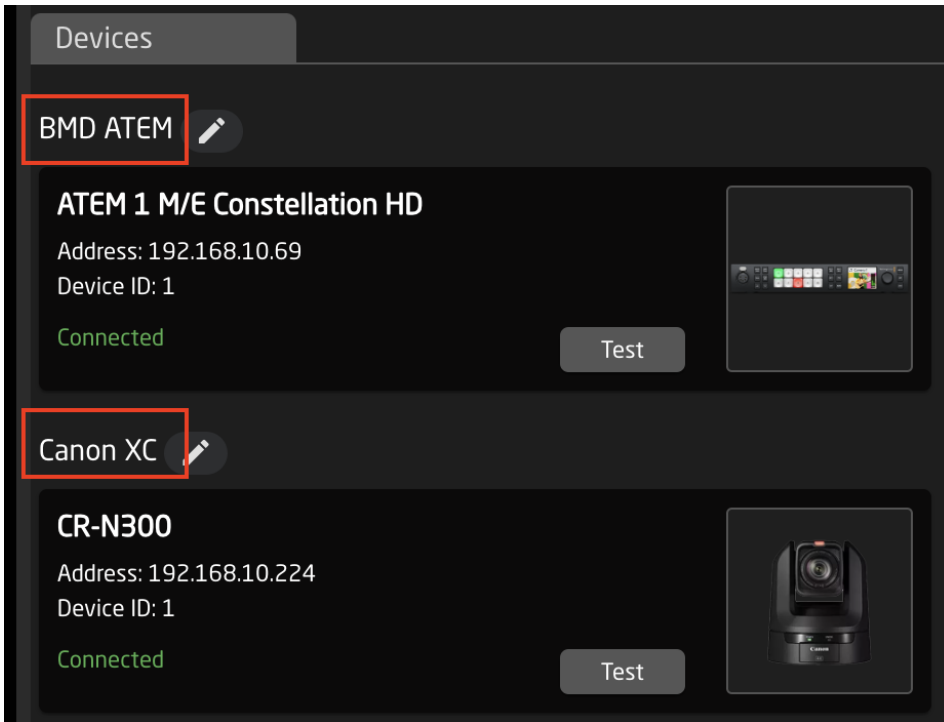 Devices
BMD ATEM
ATEM 1 M/E Constellation HD
Address: 192.168.10.69
Device ID: 1
Connected
Test
Canon XC
CR-N300
Address: 192.168.10.224
Device ID: 1
Connected
Test
Canon